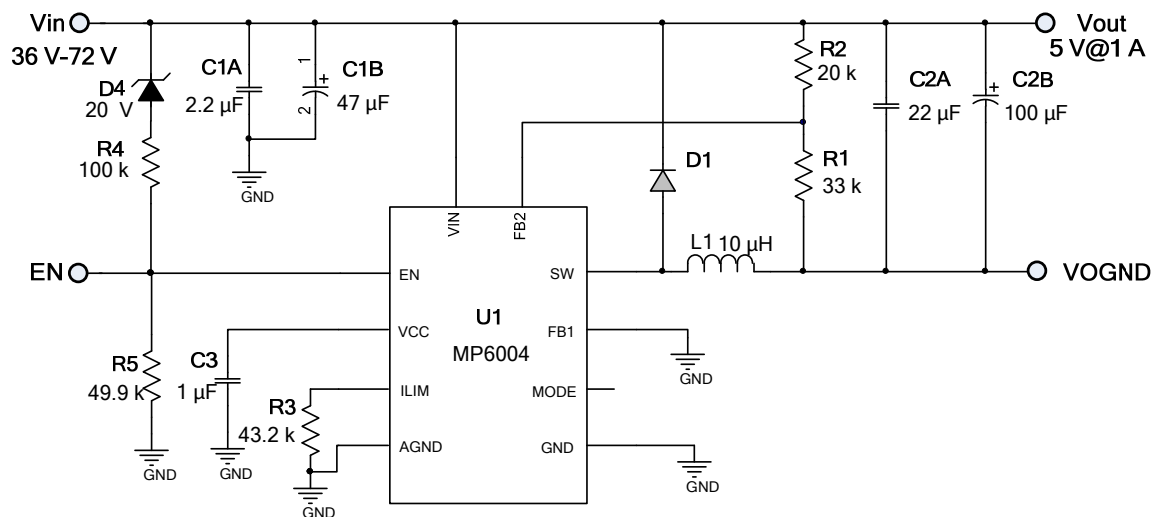 Vin
36 V-72 V
D4
20 V
R4
100 k
C1A
2.2 µF
1
2
C1B
47 µF
GND
R2
20 k
C2A
22 µF
C2B
100 µF
Vout
5 V@1 A
D1
R1
33 k
L1 10 µH
VOGND
EN
VIN
FB2
EN
SW
VCC
FB1
ILIM
MODE
AGND
GND
U1
MP6004
R5
49.9 k
GND
C3
1 µF
GND
R3
43.2 k
GND
GND
GND